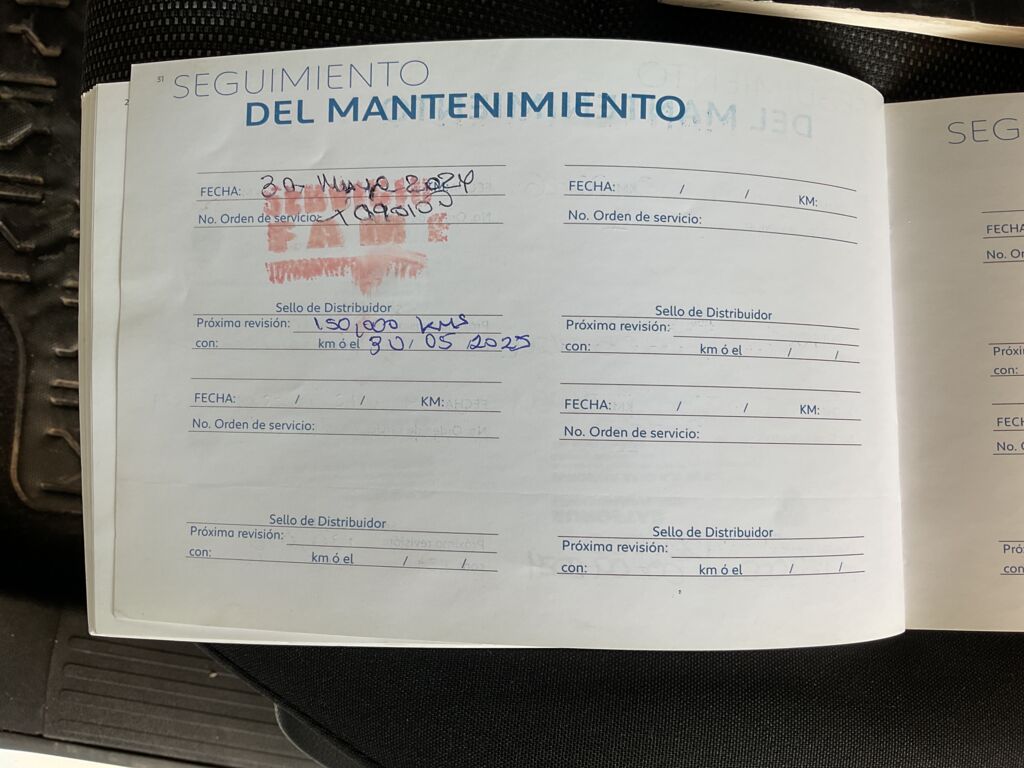 31
SEGUIMIENTO
DEL MANTENIMIENTO
FECHA: 30 Mayo 2024
No. Orden de servicio:
SERVICIO
FAME
Sello de Distribuidor
Próxima revisión: 150,000 KMS
con: km ó el 30/05/2025
FECHA: / / KM:
No. Orden de servicio:
Sello de Distribuidor
Próxima revisión:
con: km ó el / /
FECHA: / / KM:
No. Orden de servicio:
Sello de Distribuidor
Próxima revisión:
con: km ó el / /
FECHA: / / KM:
No. Orden de servicio:
Sello de Distribuidor
Próxima revisión:
con: km ó el / /
SEG
FECHA
No. Or
Próxi
con:
FECH
No.
Pró
con